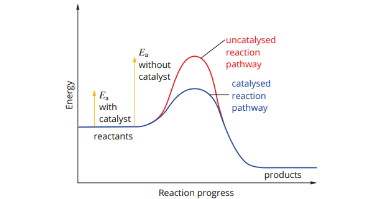 uncatalysed
reaction
pathway
Eₐ
without
catalyst
catalysed
reaction
pathway
Eₐ
with
catalyst
Energy
reactants
products
Reaction progress